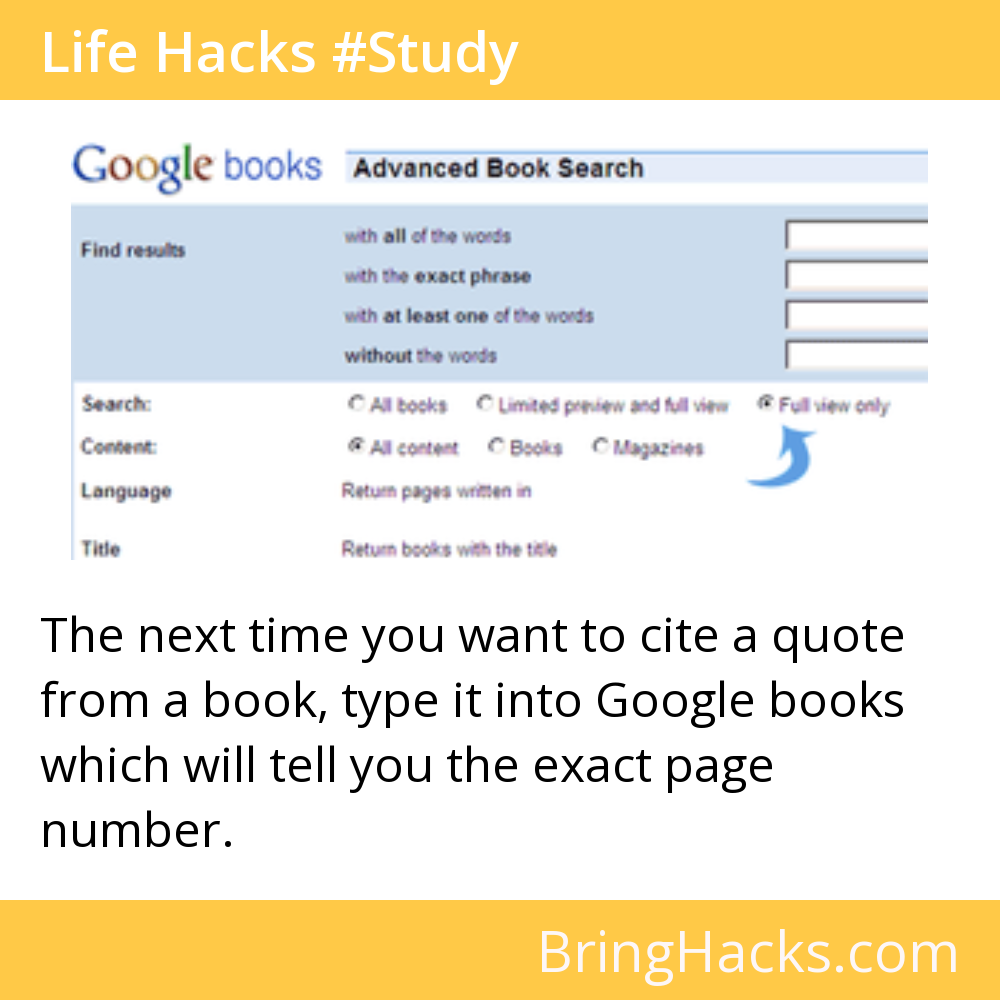 Life Hacks #Study
Google books Advanced Book Search
Find results
with all of the words
with the exact phrase
with at least one of the words
without the words
Search: All books Limited preview and full view Full view only
Content: All content Books Magazines
Language Return pages written in
Title Return books with the title
The next time you want to cite a quote
from a book, type it into Google books
which will tell you the exact page
number.
BringHacks.com